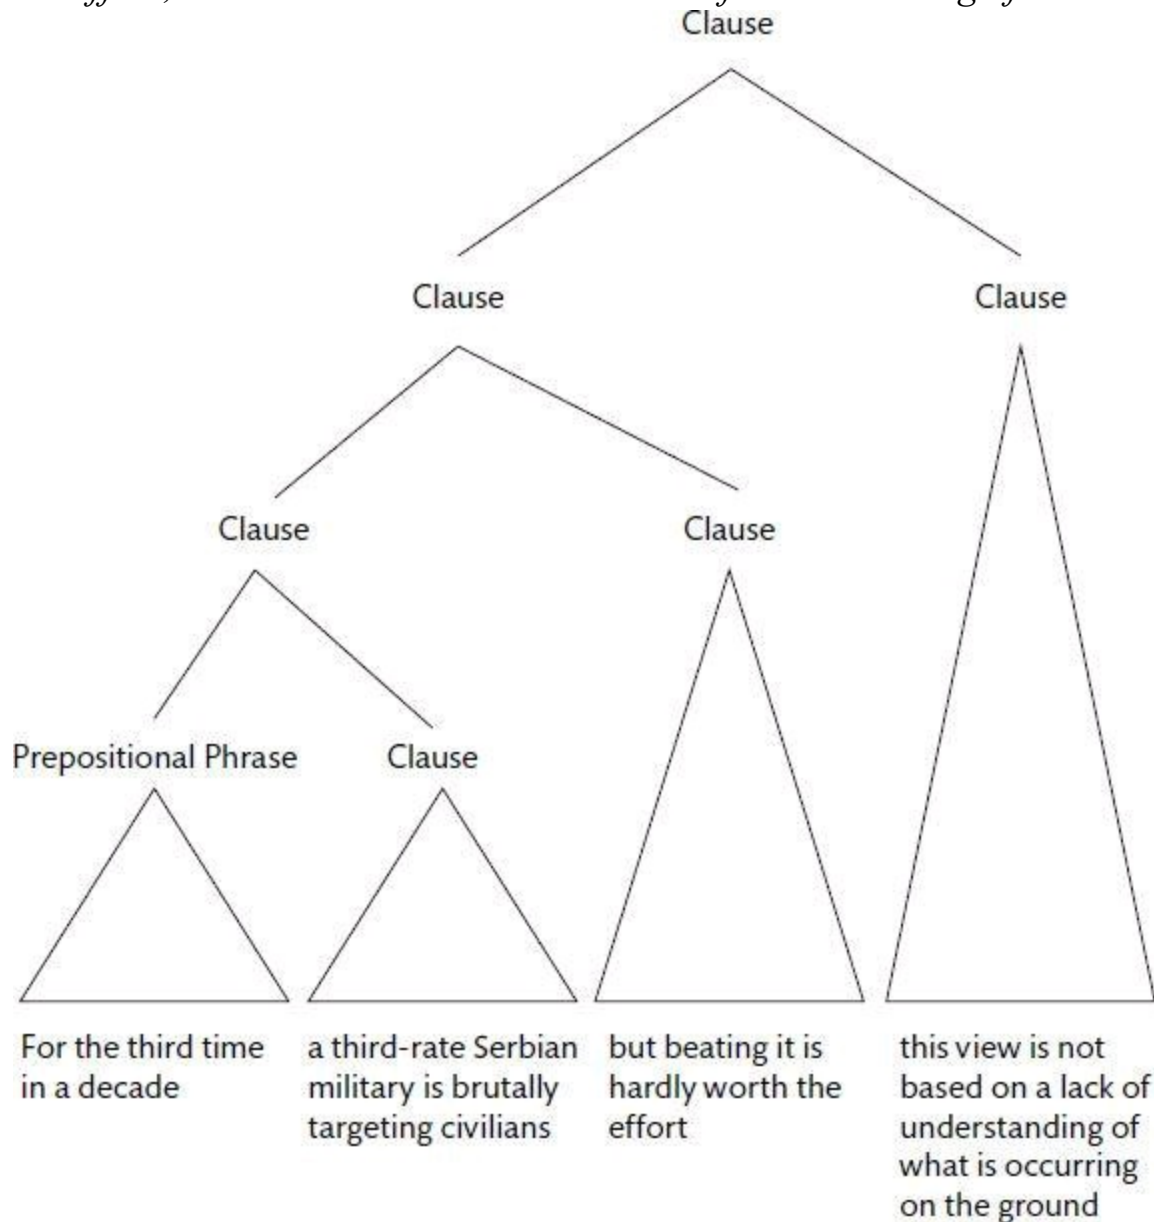 Clause
Clause Clause
Clause Clause
Prepositional Phrase Clause
For the third time
in a decade
a third-rate Serbian
military is brutally
targeting civilians
but beating it is
hardly worth the
effort
this view is not
based on a lack of
understanding of
what is occurring
on the ground